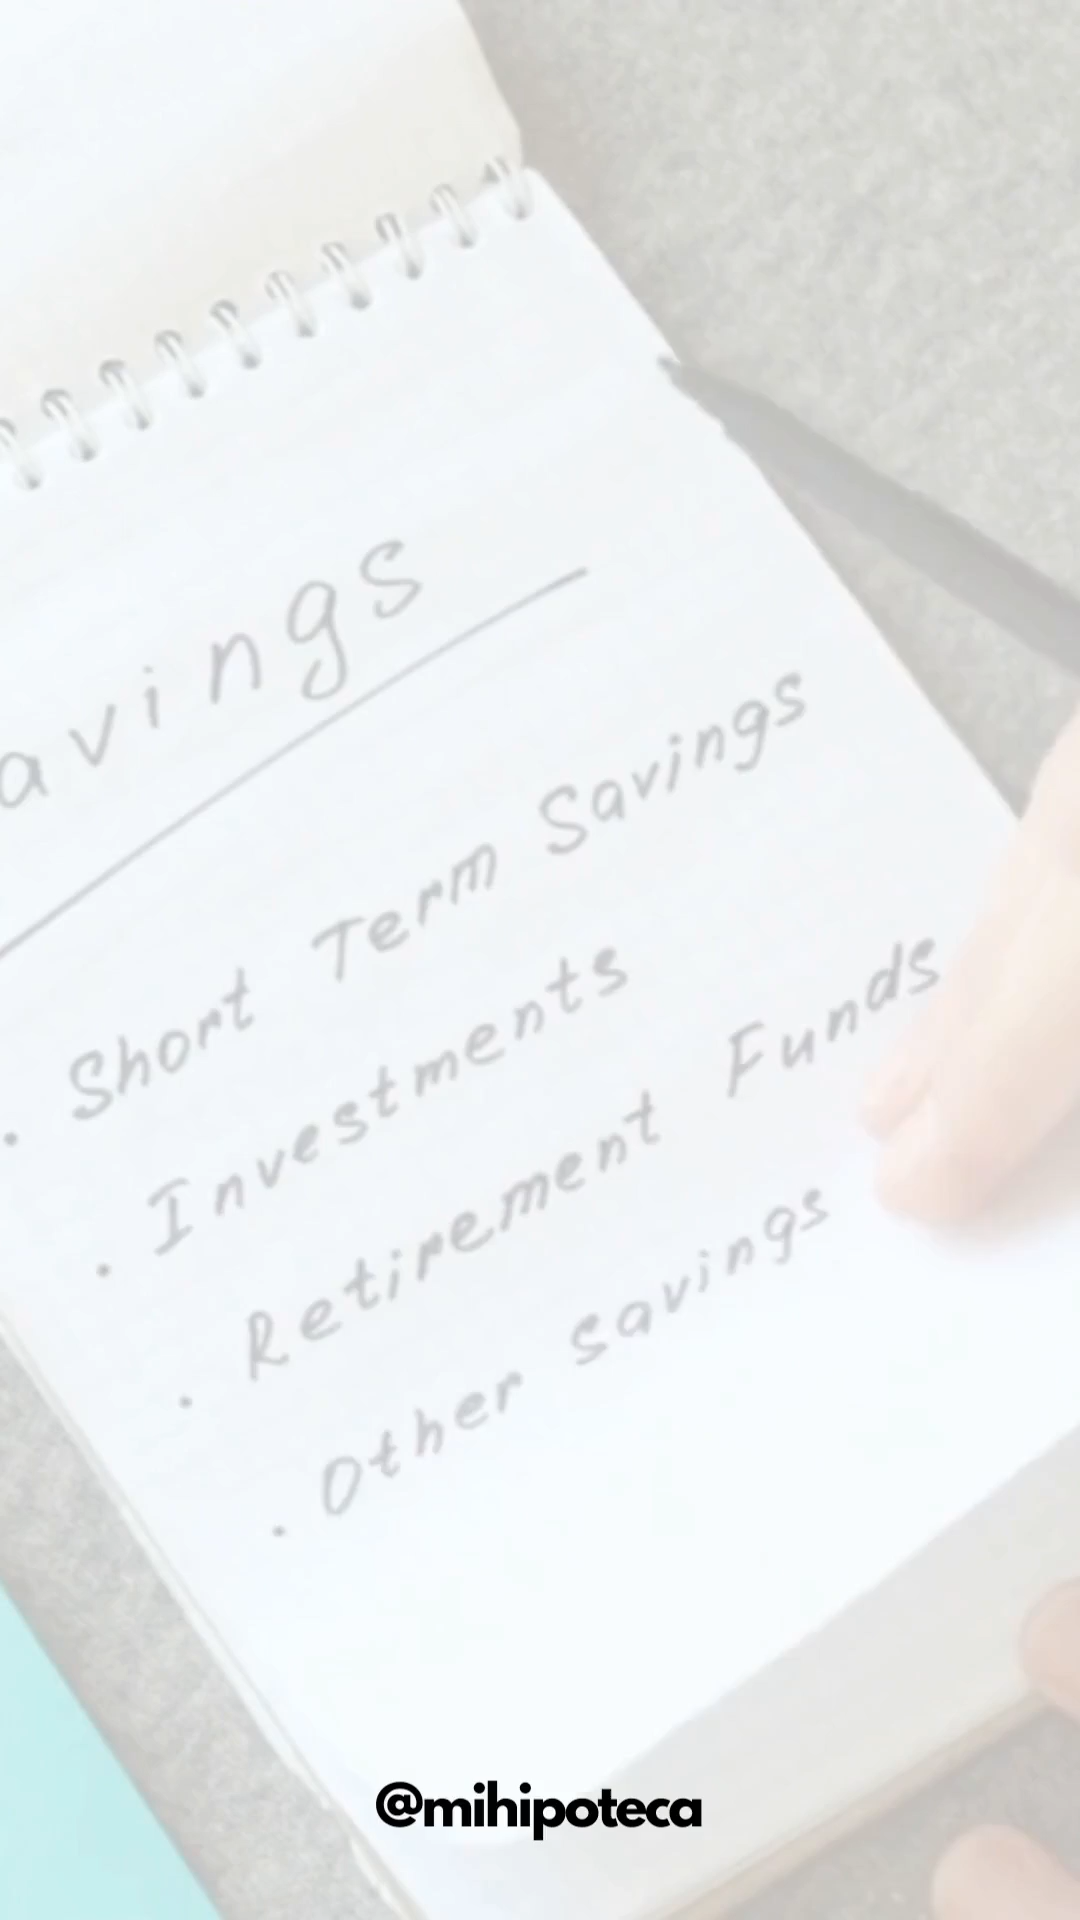 avings
. Short Term Savings
. Investments
. Retirement Funds
. Other savings
@mihipoteca